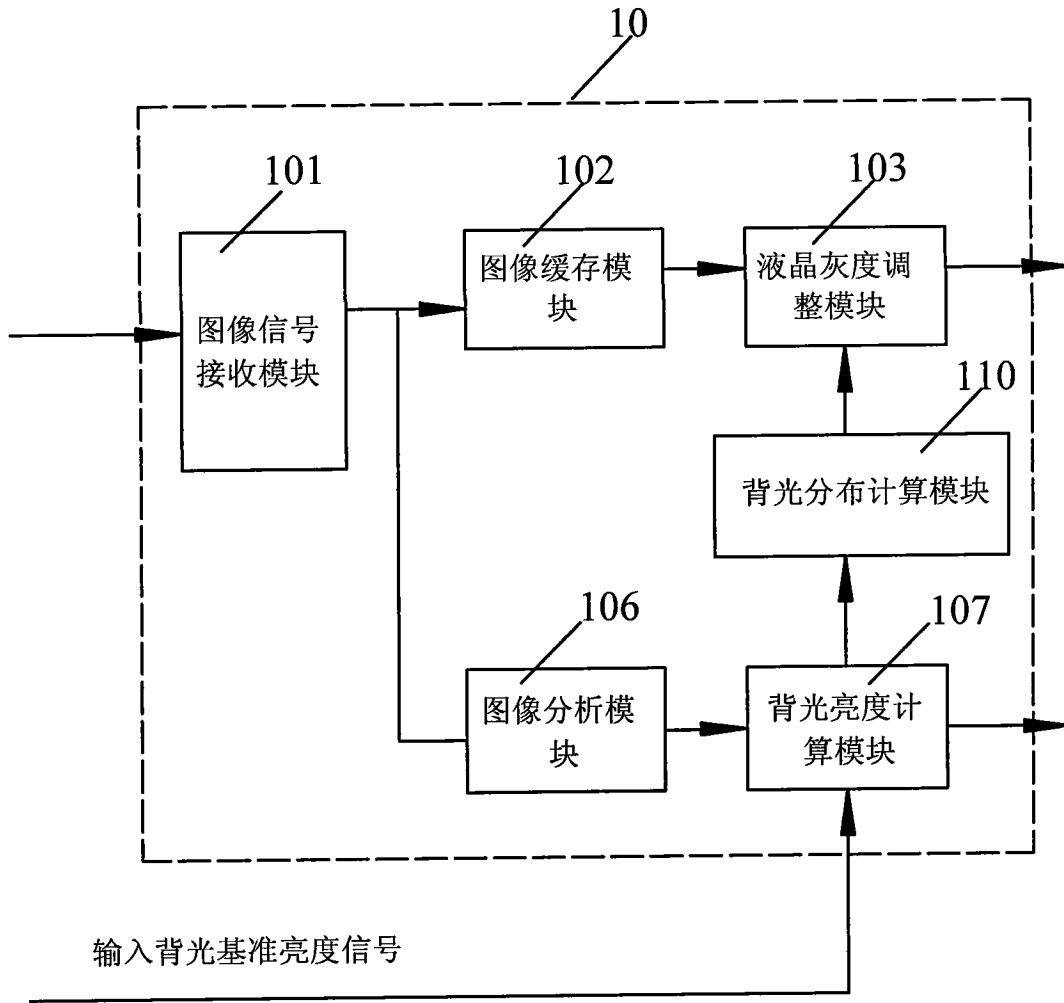 10
101
102
103
图像信号
接收模块
图像缓存模
块
液晶灰度调
整模块
110
背光分布计算模块
106
107
图像分析模
块
背光亮度计
算模块
输入背光基准亮度信号